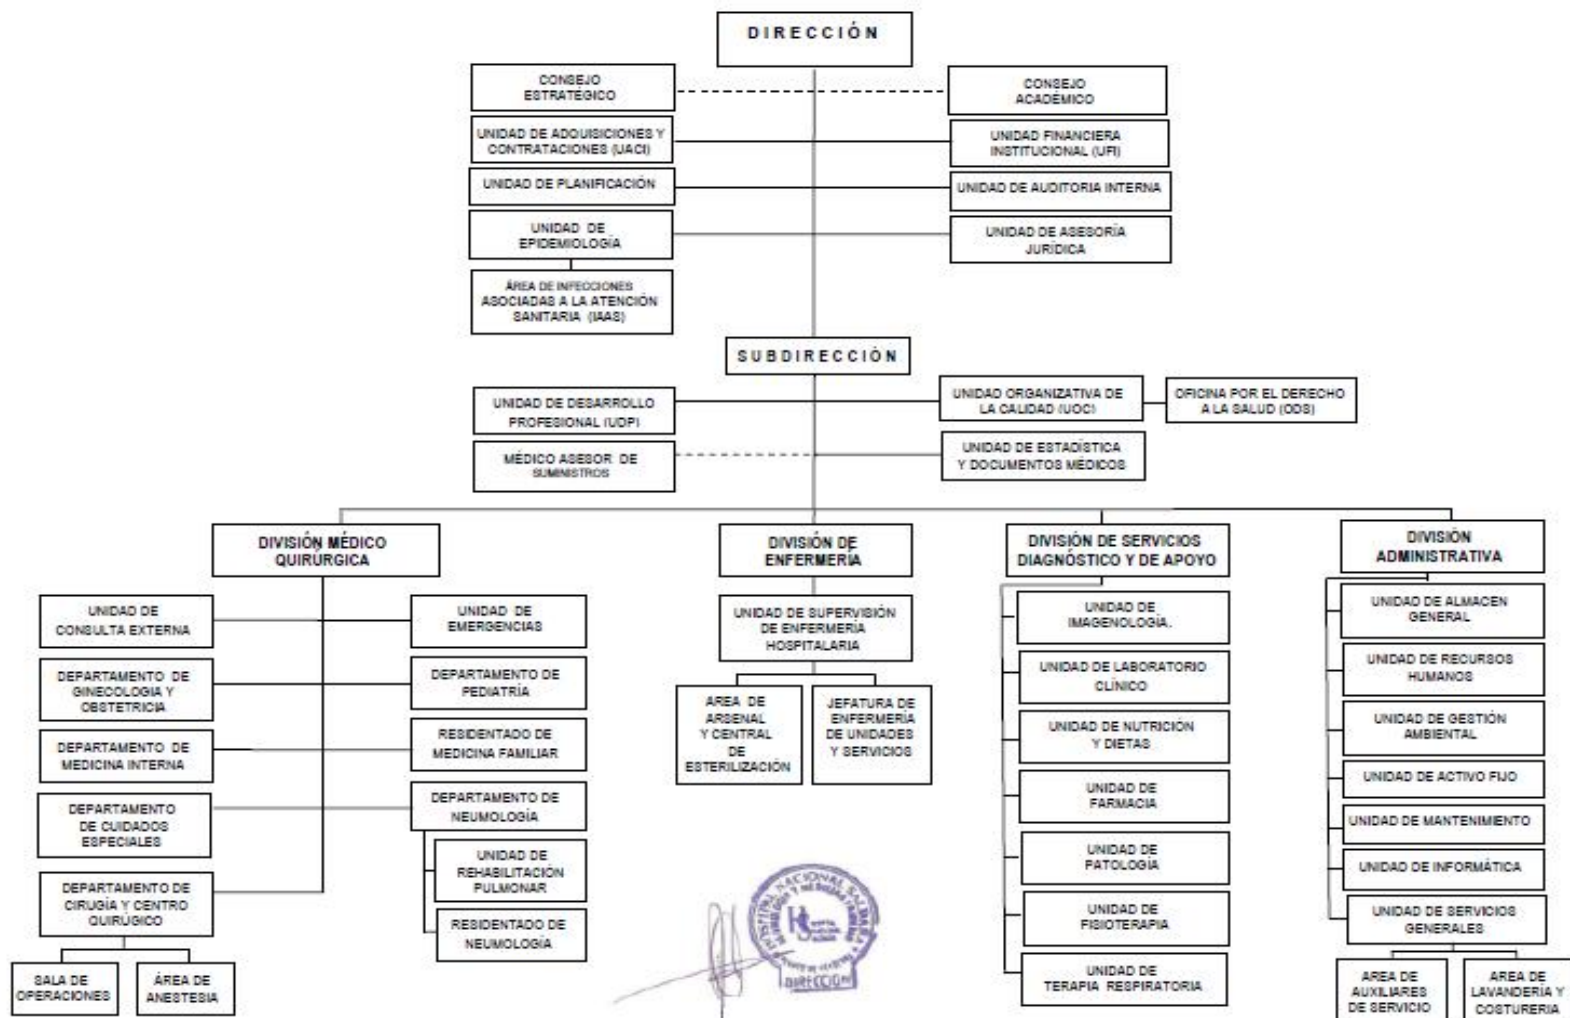 DIRECCIÓN
CONSEJO
ESTRATÉGICO
CONSEJO
ACADÉMICO
UNIDAD DE ADQUISICIONES Y
CONTRATACIONES (UACI)
UNIDAD FINANCIERA
INSTITUCIONAL (UFI)
UNIDAD DE PLANIFICACIÓN
UNIDAD DE AUDITORIA INTERNA
UNIDAD DE
EPIDEMIOLOGÍA
UNIDAD DE ASESORÍA
JURÍDICA
ÁREA DE INFECCIONES
ASOCIADAS A LA ATENCIÓN
SANITARIA (IAAS)
SUBDIRECCIÓN
UNIDAD DE DESARROLLO
PROFESIONAL (UDP)
UNIDAD ORGANIZATIVA DE
LA CALIDAD (UOC)
OFICINA POR EL DERECHO
A LA SALUD (ODS)
MÉDICO ASESOR DE
SUMINISTROS
UNIDAD DE ESTADÍSTICA
Y DOCUMENTOS MÉDICOS
DIVISIÓN MÉDICO
QUIRÚRGICA
DIVISIÓN DE
ENFERMERÍA
DIVISIÓN DE SERVICIOS
DIAGNÓSTICO Y DE APOYO
DIVISIÓN
ADMINISTRATIVA
UNIDAD DE
CONSULTA EXTERNA
UNIDAD DE
EMERGENCIAS
DEPARTAMENTO DE
GINECOLOGIA Y
OBSTETRICIA
DEPARTAMENTO DE
PEDIATRÍA
DEPARTAMENTO DE
MEDICINA INTERNA
RESIDENTADO DE
MEDICINA FAMILIAR
DEPARTAMENTO
DE CUIDADOS
ESPECIALES
DEPARTAMENTO DE
NEUMOLOGÍA
UNIDAD DE
REHABILITACIÓN
PULMONAR
DEPARTAMENTO DE
CIRUGÍA Y CENTRO
QUIRÚGICO
RESIDENTADO DE
NEUMOLOGÍA
SALA DE
OPERACIONES
ÁREA DE
ANESTESIA
UNIDAD DE SUPERVISIÓN
DE ENFERMERÍA
HOSPITALARIA
AREA DE
ARSENAL
Y CENTRAL
DE
ESTERILIZACIÓN
JEFATURA DE
ENFERMERÍA
DE UNIDADES
Y SERVICIOS
UNIDAD DE
IMAGENOLOGÍA.
UNIDAD DE LABORATORIO
CLÍNICO
UNIDAD DE NUTRICIÓN
Y DIETAS
UNIDAD DE
FARMACIA
UNIDAD DE
PATOLOGÍA
UNIDAD DE
FISIOTERAPIA
UNIDAD DE
TERAPIA RESPIRATORIA
UNIDAD DE ALMACEN
GENERAL
UNIDAD DE RECURSOS
HUMANOS
UNIDAD DE GESTIÓN
AMBIENTAL
UNIDAD DE ACTIVO FIJO
UNIDAD DE MANTENIMIENTO
UNIDAD DE INFORMÁTICA
UNIDAD DE SERVICIOS
GENERALES
AREA DE
AUXILIARES
DE SERVICIO
AREA DE
LAVANDERÍA Y
COSTURERIA
HOSPITAL NACIONAL SALDAÑA
DIRECCION